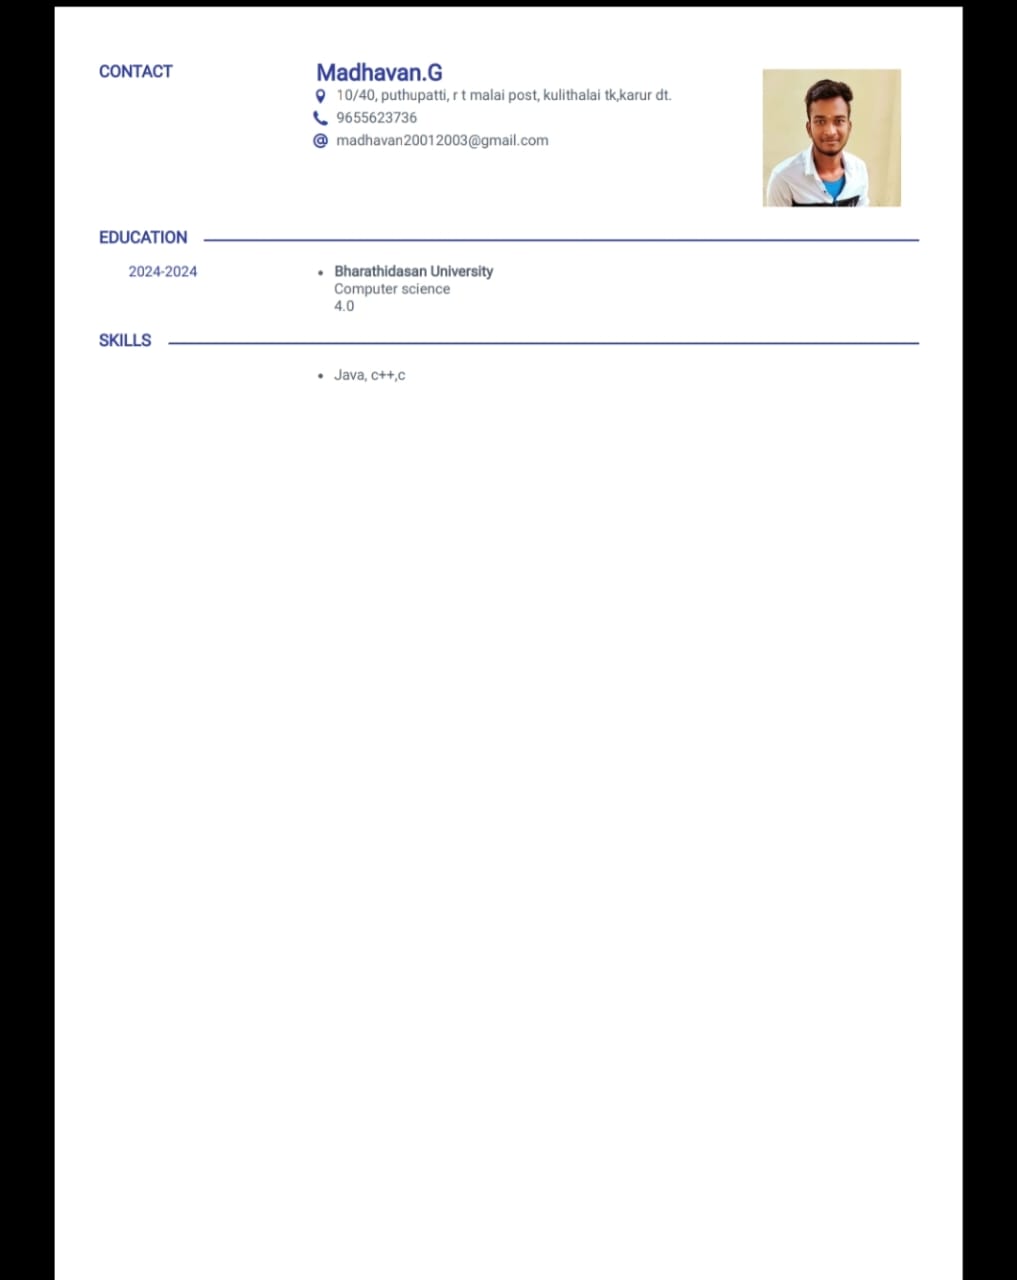 CONTACT
Madhavan.G
10/40, puthupatti, r t malai post, kulithalai tk,karur dt.
9655623736
@ madhavan20012003@gmail.com
EDUCATION
2024-2024
• Bharathidasan University
Computer science
4.0
SKILLS
• Java, c++,c